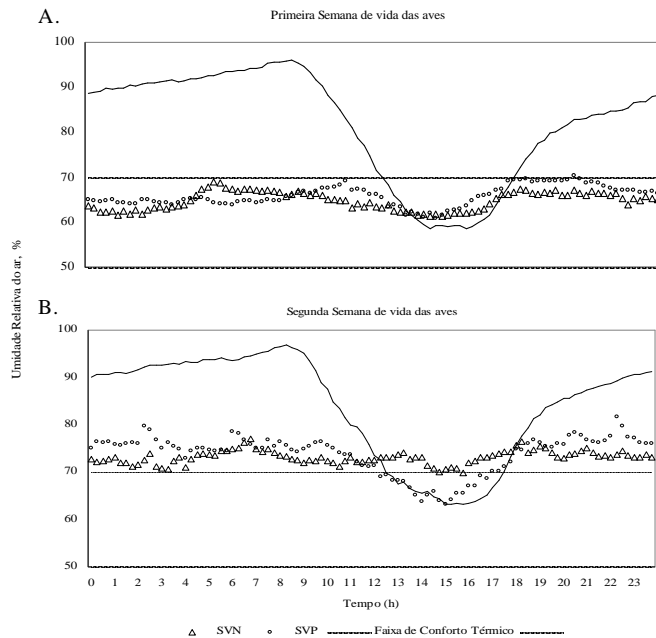 A.
Primeira Semana de vida das aves
100
90
80
70
60
50
Umidade Relativa do ar, %
B.
Segunda Semana de vida das aves
100
90
80
70
60
50
0 1 2 3 4 5 6 7 8 9 10 11 12 13 14 15 16 17 18 19 20 21 22 23
Tempo (h)
SVN SVP Faixa de Conforto Térmico